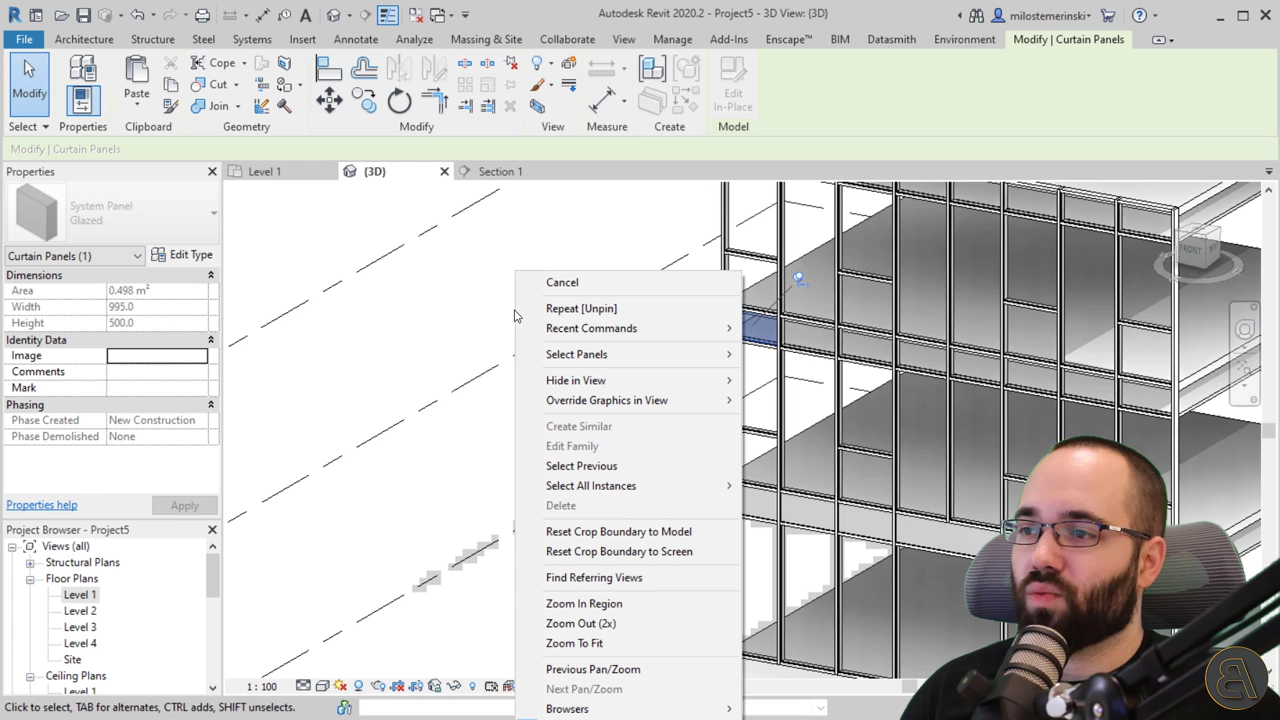 Autodesk Revit 2020.2 - Project5 - 3D View: {3D}
milostemerinski
File
Architecture
Structure
Steel
Systems
Insert
Annotate
Analyze
Massing & Site
Collaborate
View
Manage
Add-Ins
Enscape™
BIM
Datasmith
Environment
Modify | Curtain Panels
Modify
Paste
Cope
Cut
Join
Edit
In-Place
Select
Properties
Clipboard
Geometry
Modify
View
Measure
Create
Model
Modify | Curtain Panels
Properties
Level 1
{3D}
Section 1
System Panel
Glazed
Curtain Panels (1)
Edit Type
Dimensions
Area 0.498 m²
Width 995.0
Height 500.0
Identity Data
Image
Comments
Mark
Phasing
Phase Created New Construction
Phase Demolished None
Properties help
Apply
Project Browser - Project5
Views (all)
Structural Plans
Floor Plans
Level 1
Level 2
Level 3
Level 4
Site
Ceiling Plans
Level 1
Cancel
Repeat [Unpin]
Recent Commands
Select Panels
Hide in View
Override Graphics in View
Create Similar
Edit Family
Select Previous
Select All Instances
Delete
Reset Crop Boundary to Model
Reset Crop Boundary to Screen
Find Referring Views
Zoom In Region
Zoom Out (2x)
Zoom To Fit
Previous Pan/Zoom
Next Pan/Zoom
Browsers
FRONT
1 : 100
Click to select, TAB for alternates, CTRL adds, SHIFT unselects.